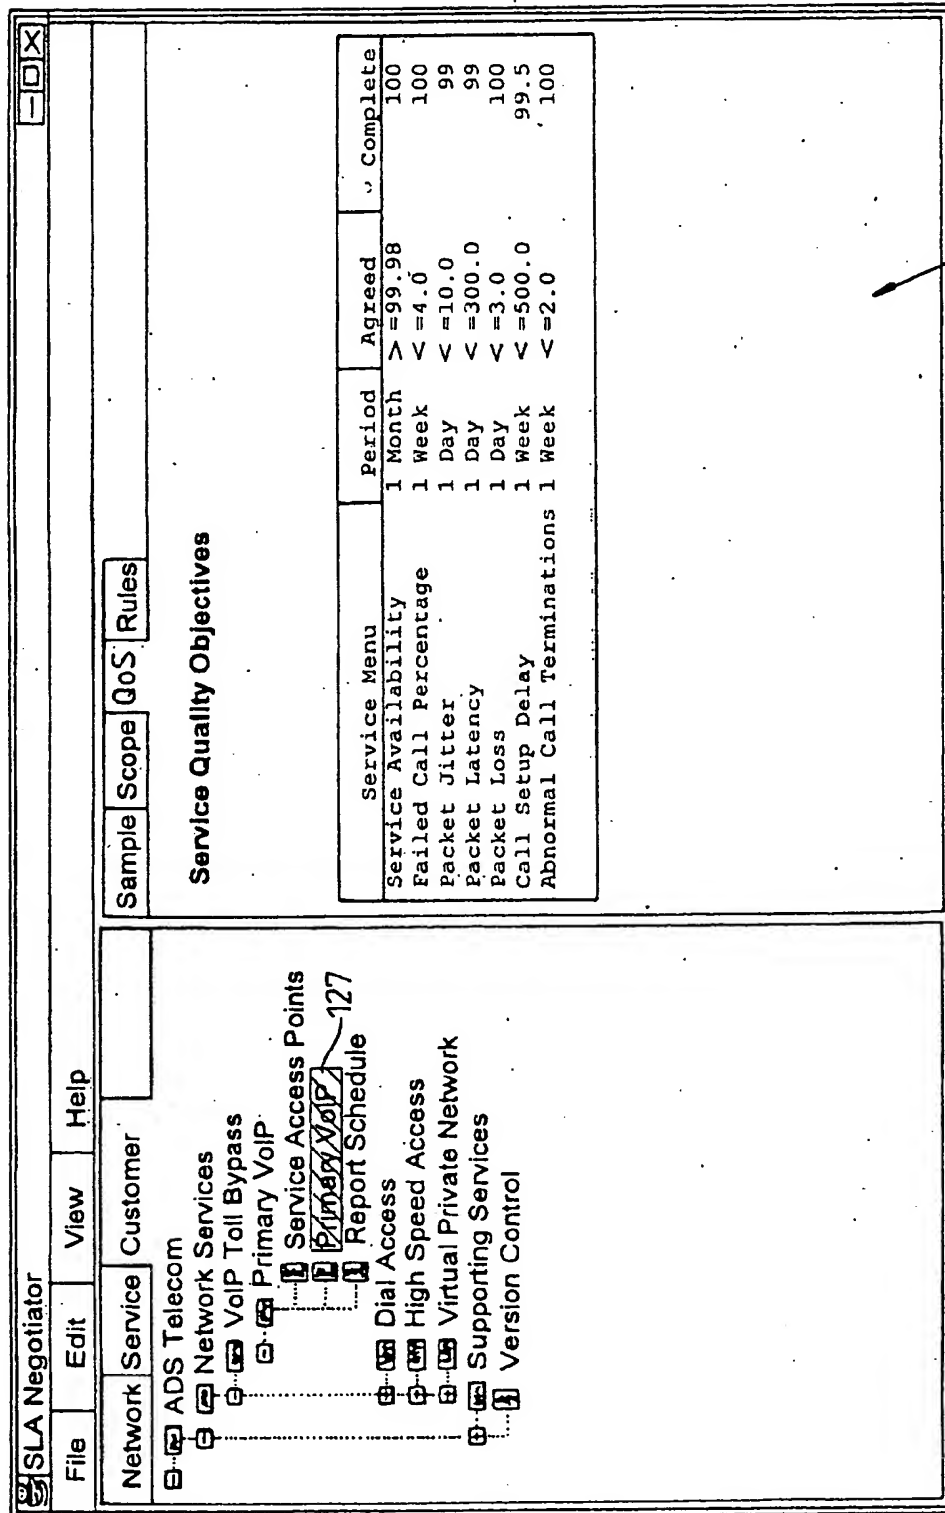 SLA Negotiator
File Edit View Help
Network Service Customer
ADS Telecom
Network Services
VoIP Toll Bypass
Primary VoIP
Service Access Points
Primary VoIP
127
Report Schedule
Dial Access
High Speed Access
Virtual Private Network
Supporting Services
Version Control
Sample Scope QoS Rules
Service Quality Objectives
Service Menu Period Agreed Complete
Service Availability 1 Month > =99.98 100
Failed Call Percentage 1 Week < =4.0 100
Packet Jitter 1 Day < =10.0 99
Packet Latency 1 Day < =300.0 99
Packet Loss 1 Day < =3.0 100
Call Setup Delay 1 Week < =500.0 99.5
Abnormal Call Terminations 1 Week < =2.0 100